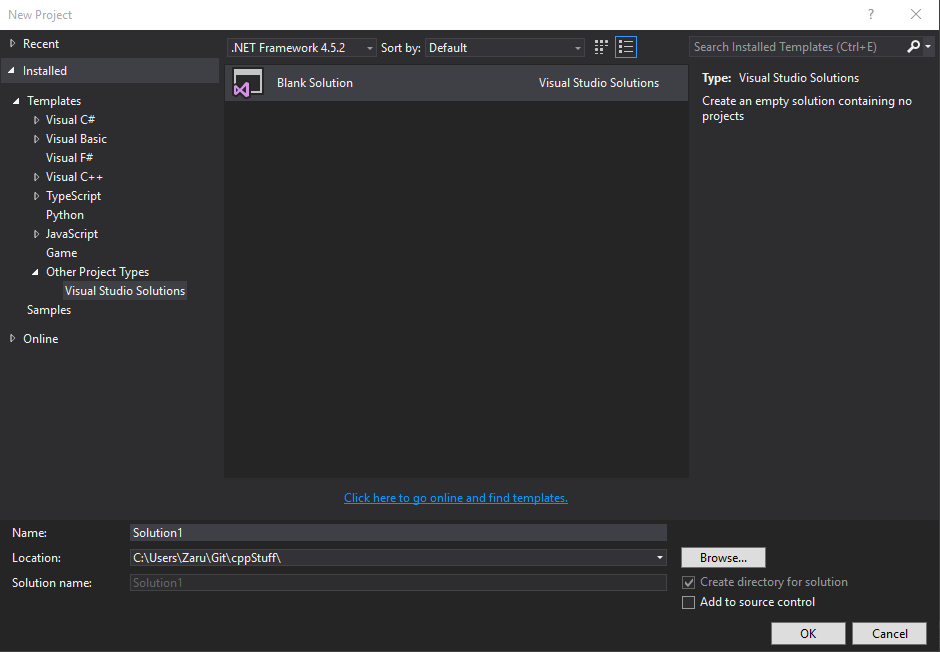 New Project
?
Recent
Installed
Templates
Visual C#
Visual Basic
Visual F#
Visual C++
TypeScript
Python
JavaScript
Game
Other Project Types
Visual Studio Solutions
Samples
Online
.NET Framework 4.5.2 Sort by: Default
Blank Solution Visual Studio Solutions
Click here to go online and find templates.
Search Installed Templates (Ctrl+E)
Type: Visual Studio Solutions
Create an empty solution containing no
projects
Name: Solution1
Location: C:\Users\Zaru\Git\cppStuff\ Browse...
Solution name: Solution1 Create directory for solution
Add to source control
OK Cancel